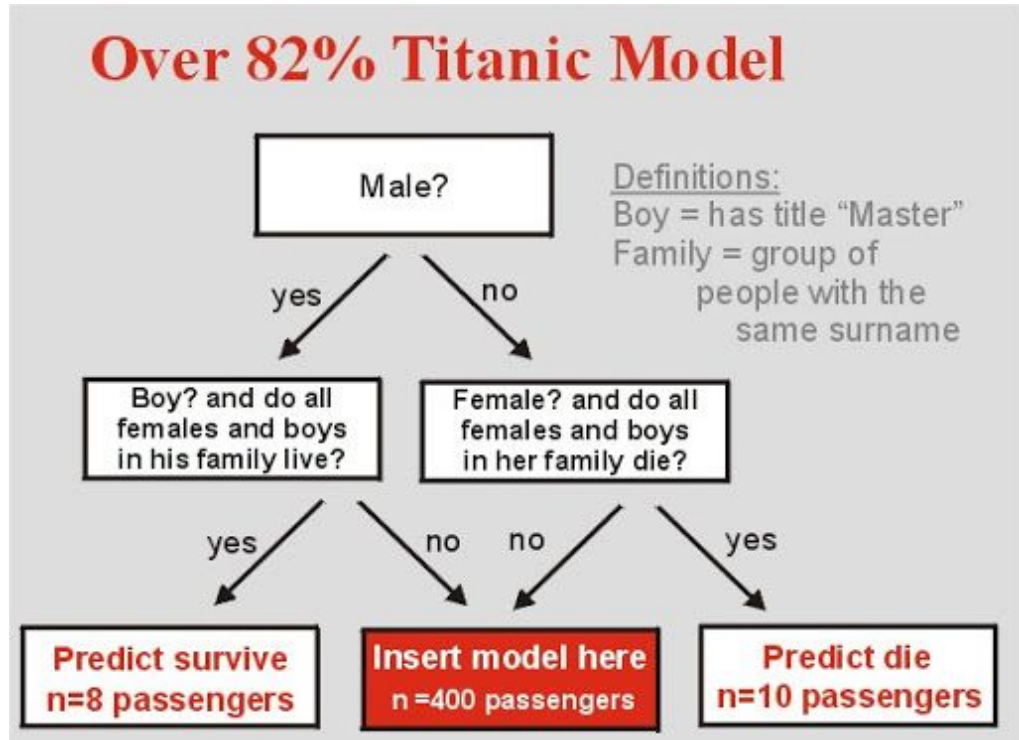 Over 82% Titanic Model
Male?
Definitions:
Boy = has title “Master”
Family = group of
people with the
same surname
yes
no
Boy? and do all
females and boys
in his family live?
Female? and do all
females and boys
in her family die?
yes
no
no
yes
Predict survive
n=8 passengers
Insert model here
n =400 passengers
Predict die
n=10 passengers